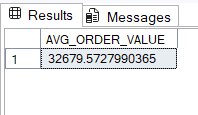 Results Messages
AVG_ORDER_VALUE
1 32679.5727990365